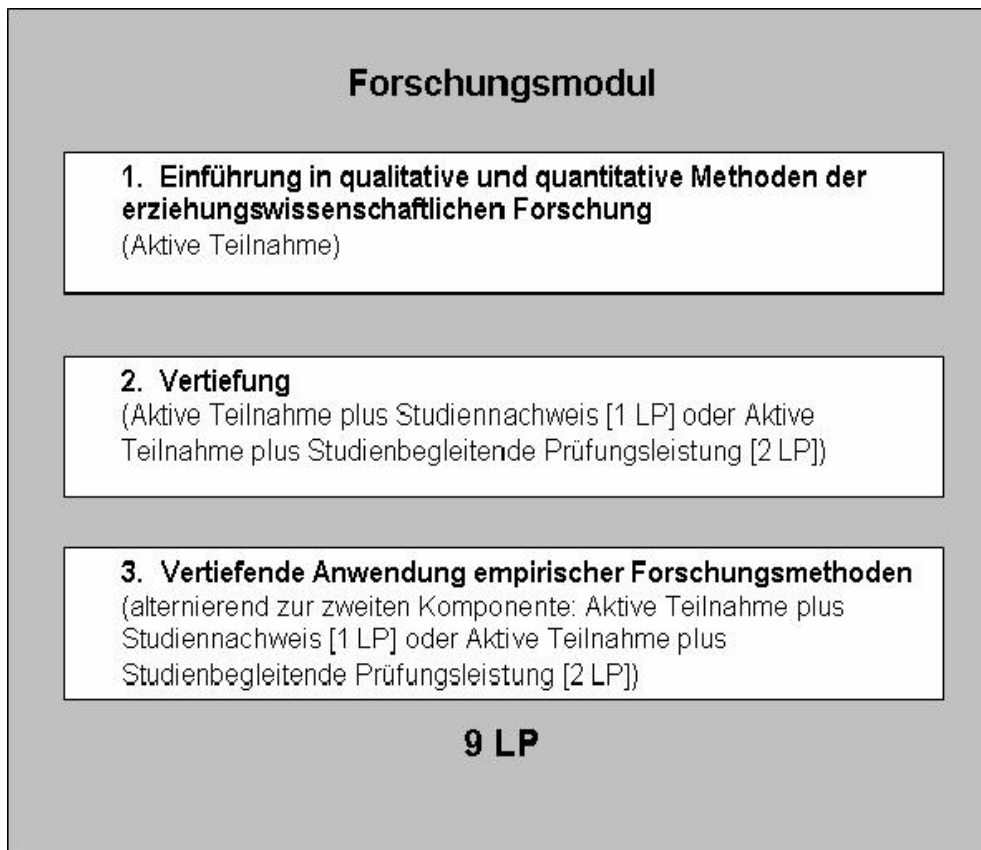 Forschungsmodul
1. Einführung in qualitative und quantitative Methoden der
erziehungswissenschaftlichen Forschung
(Aktive Teilnahme)
2. Vertiefung
(Aktive Teilnahme plus Studiennachweis [1 LP] oder Aktive
Teilnahme plus Studienbegleitende Prüfungsleistung [2 LP])
3. Vertiefende Anwendung empirischer Forschungsmethoden
(alternierend zur zweiten Komponente: Aktive Teilnahme plus
Studiennachweis [1 LP] oder Aktive Teilnahme plus
Studienbegleitende Prüfungsleistung [2 LP])
9 LP